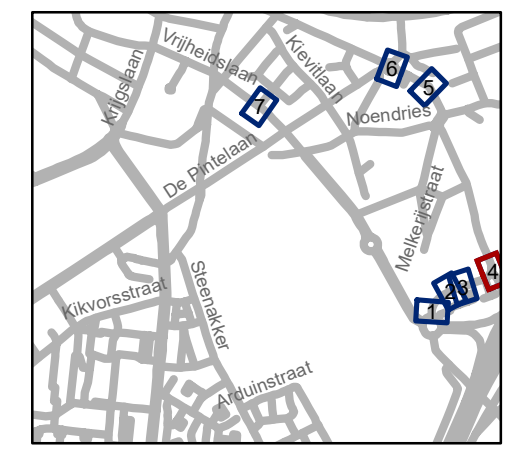 Vrijheidslaan
Kievitlaan
Krijgslaan
6
5
7
Noendries
De Pintelaan
Melkerijstraat
Steenakker
4
2
3
1
Kikvorsstraat
Arduinstraat